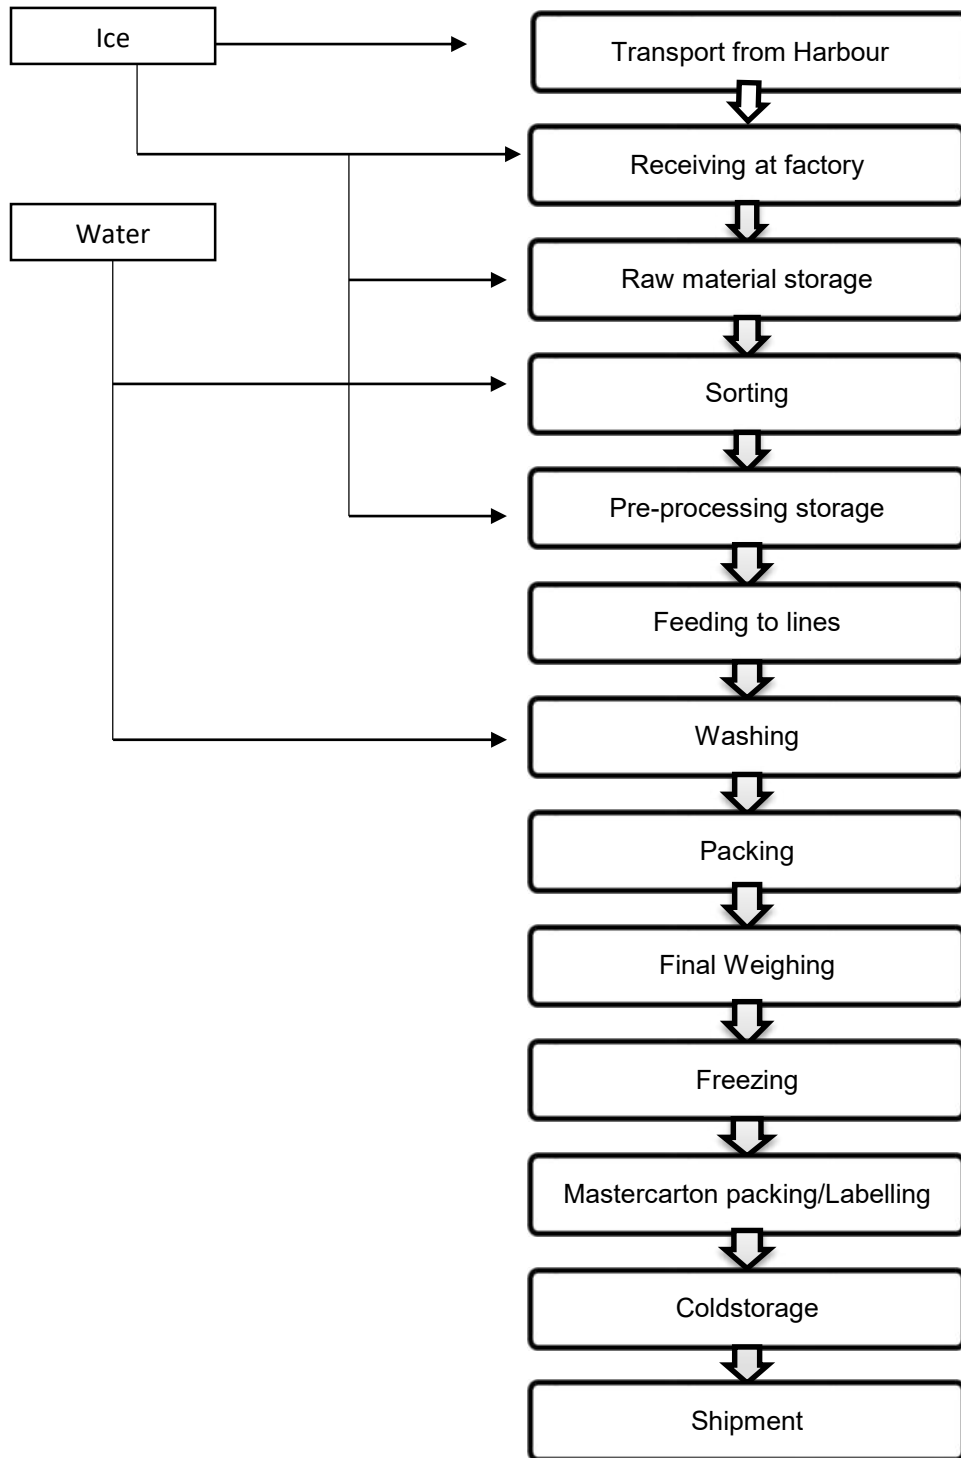 Ice
Transport from Harbour
Receiving at factory
Water
Raw material storage
Sorting
Pre-processing storage
Feeding to lines
Washing
Packing
Final Weighing
Freezing
Mastercarton packing/Labelling
Coldstorage
Shipment